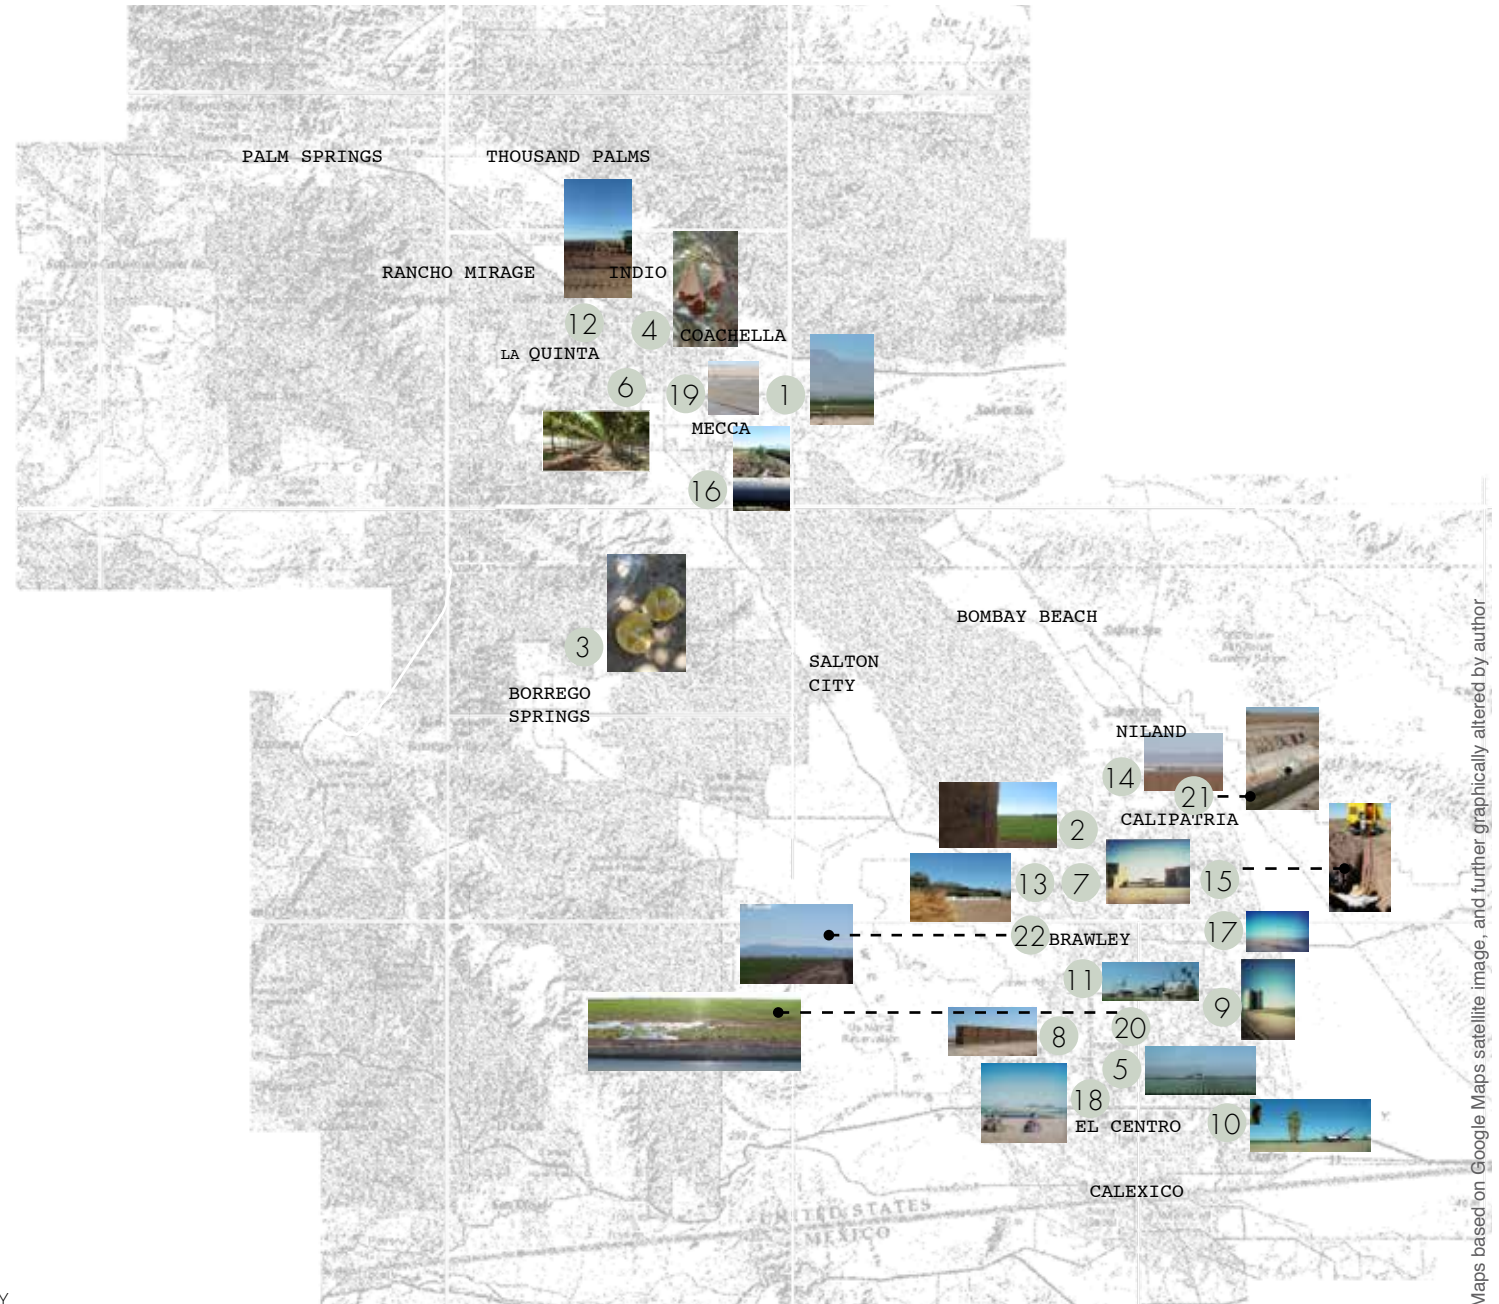 PALM SPRINGS
THOUSAND PALMS
RANCHO MIRAGE
INDIO
12
4
COACHELLA
LA QUINTA
6
19
1
MECCA
16
3
BOMBAY BEACH
SALTON
CITY
BORREGO
SPRINGS
NILAND
14
21
CALIPATRIA
2
13
7
15
17
22
BRAWLEY
11
9
8
20
5
18
EL CENTRO
10
CALEXICO
UNITED STATES
MEXICO
Maps based on Google Maps satellite image, and further graphically altered by author
Y